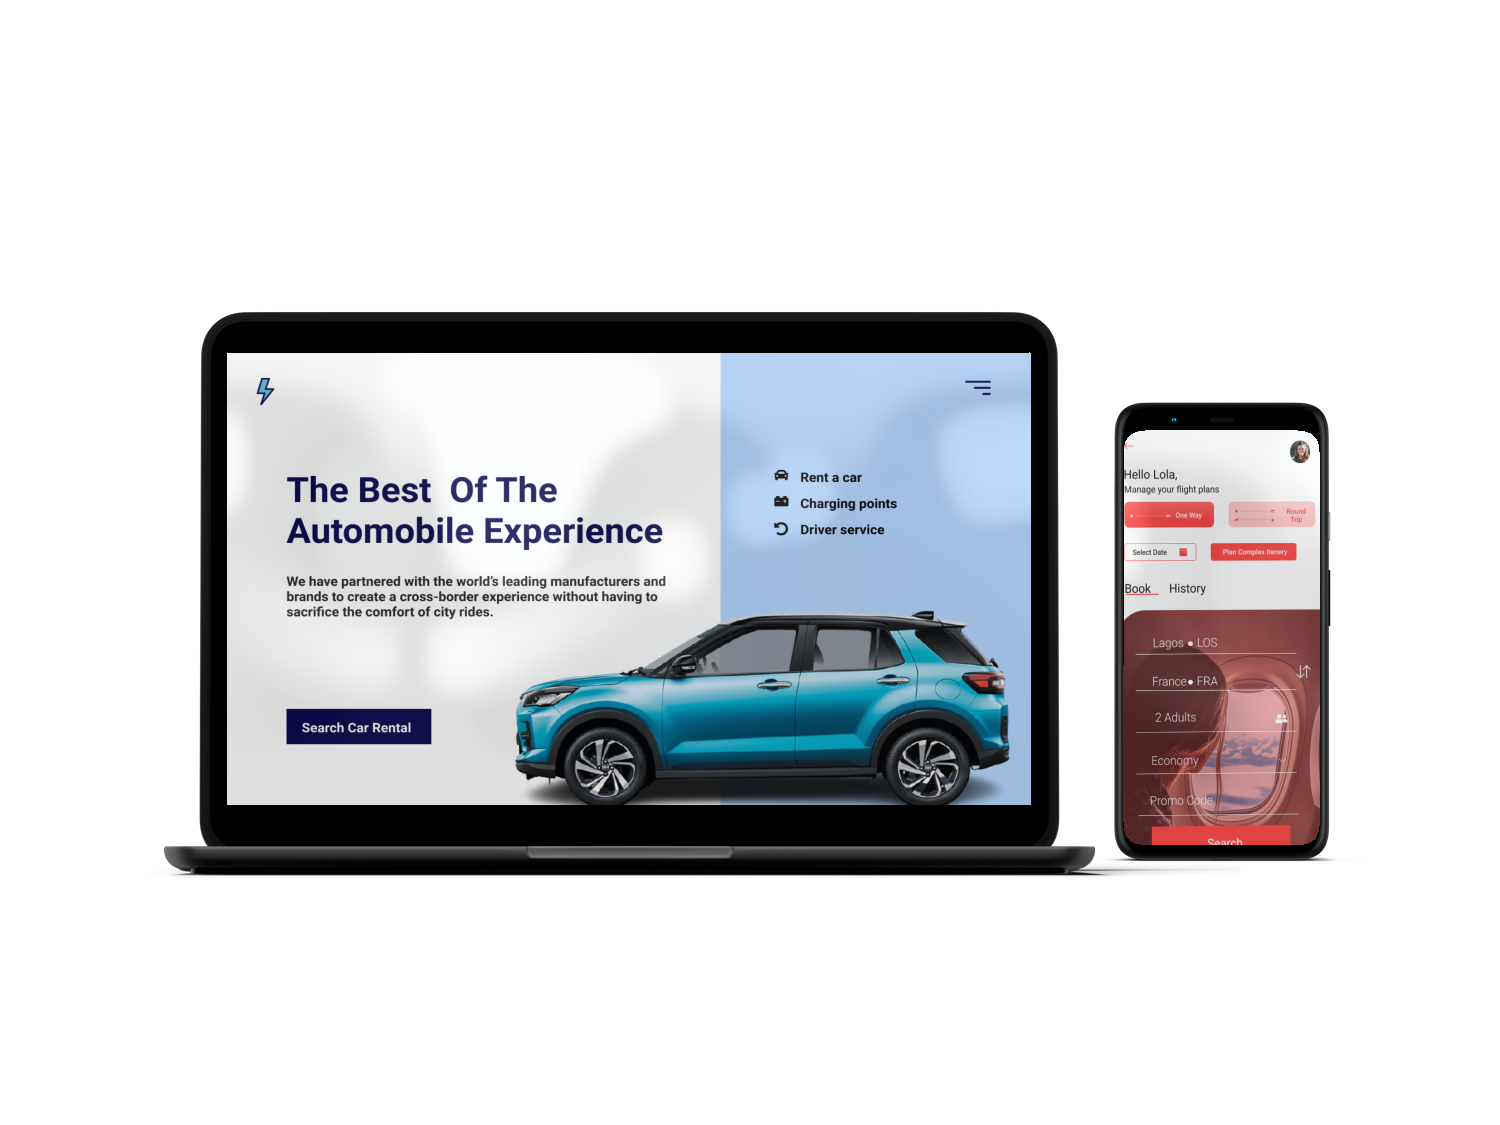 The Best Of The
Automobile Experience
We have partnered with the world's leading manufacturers and
brands to create a cross-border experience without having to
sacrifice the comfort of city rides.
Search Car Rental
Rent a car
Charging points
Driver service
Hello Lola,
Manage your flight plans
One Way
Round
Trip
Select Date
Plan Complex Itenery
Book
History
Lagos ● LOS
France● FRA
2 Adults
Economy
Promo Code
Search